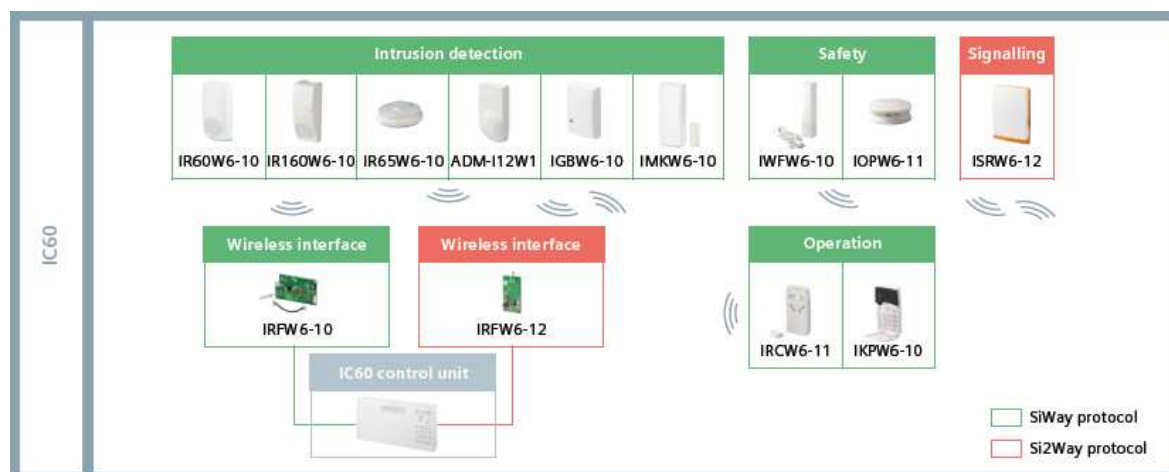 IC60
Intrusion detection
Safety
Signalling
IR60W6-10
IR160W6-10
IR65W6-10
ADM-I12W1
IGBW6-10
IMKW6-10
IWFW6-10
IOPW6-11
ISRW6-12
Wireless interface
Wireless interface
Operation
IRFW6-10
IRFW6-12
IRCW6-11
IKPW6-10
IC60 control unit
SiWay protocol
Si2Way protocol